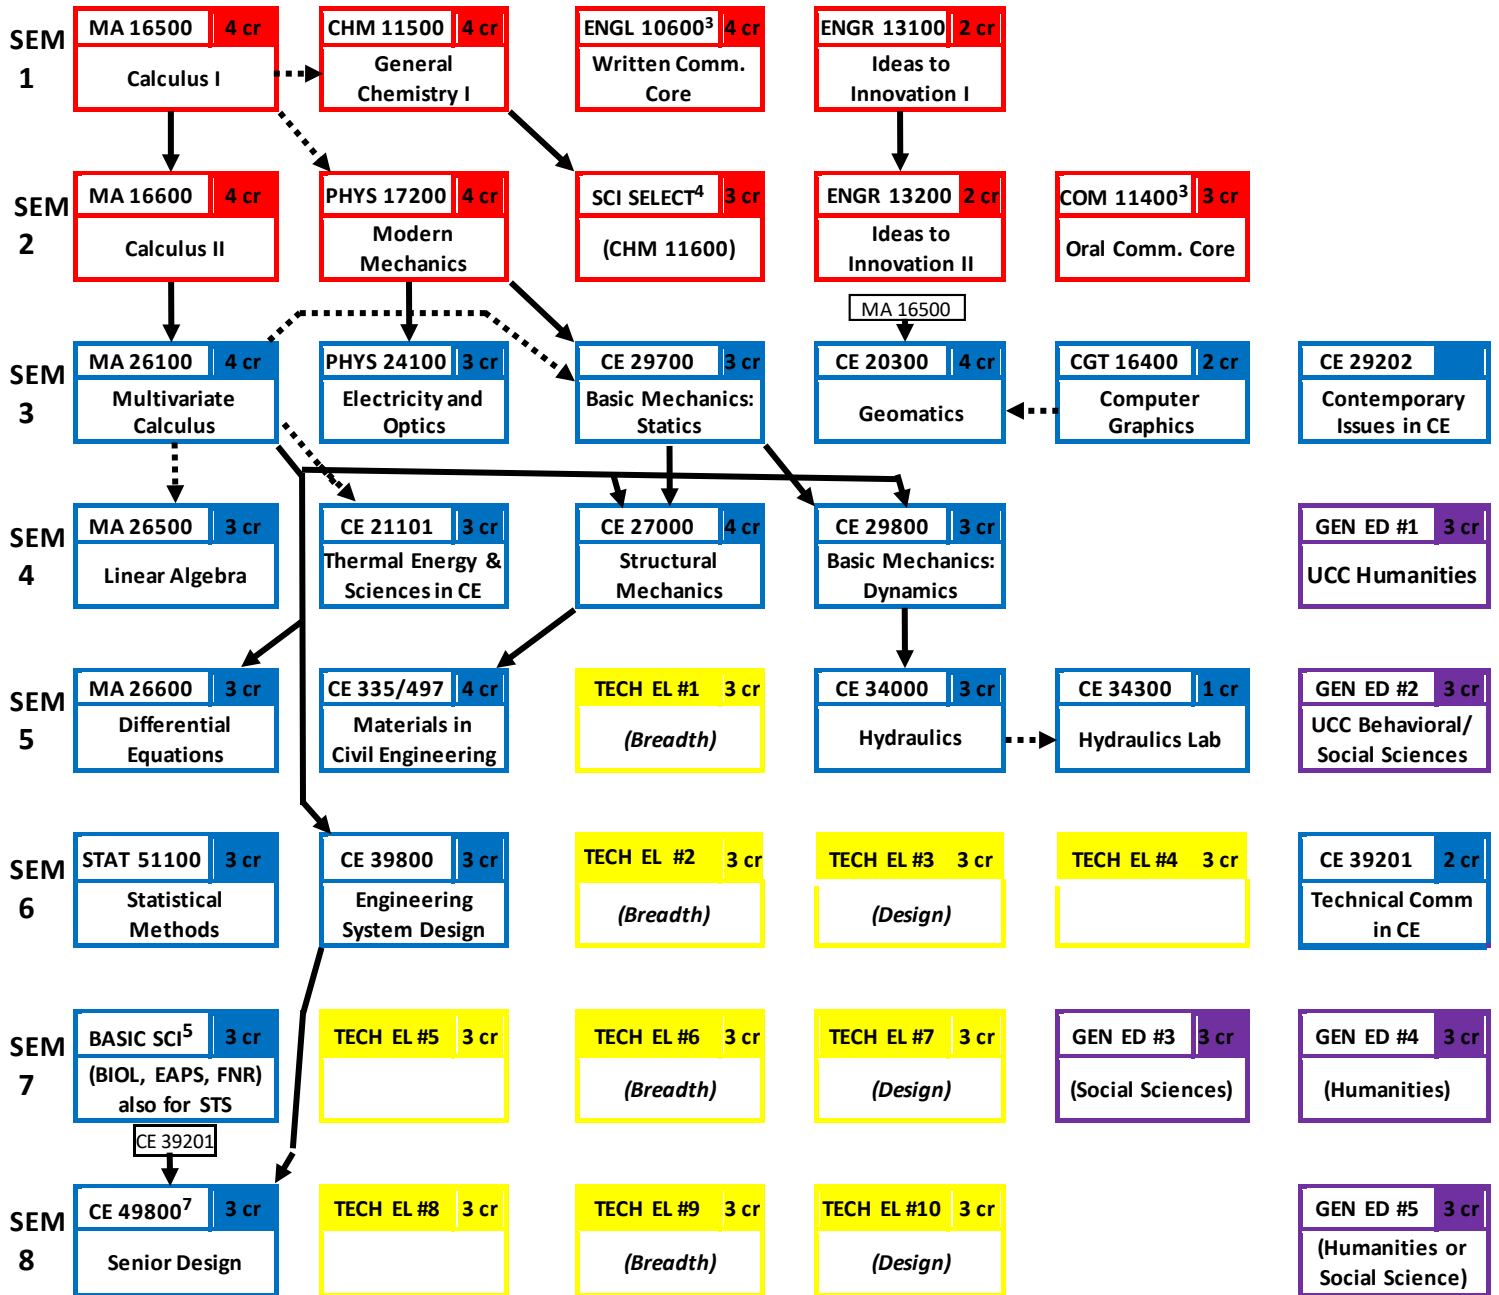 SEM
1
MA 16500 4 cr
Calculus I
CHM 11500 4 cr
General
Chemistry I
ENGL 10600³ 4 cr
Written Comm.
Core
ENGR 13100 2 cr
Ideas to
Innovation I
SEM
2
MA 16600 4 cr
Calculus II
PHYS 17200 4 cr
Modern
Mechanics
SCI SELECT⁴ 3 cr
(CHM 11600)
ENGR 13200 2 cr
Ideas to
Innovation II
COM 11400³ 3 cr
Oral Comm. Core
MA 16500
SEM
3
MA 26100 4 cr
Multivariate
Calculus
PHYS 24100 3 cr
Electricity and
Optics
CE 29700 3 cr
Basic Mechanics:
Statics
CE 20300 4 cr
Geomatics
CGT 16400 2 cr
Computer
Graphics
CE 29202
Contemporary
Issues in CE
SEM
4
MA 26500 3 cr
Linear Algebra
CE 21101 3 cr
Thermal Energy &
Sciences in CE
CE 27000 4 cr
Structural
Mechanics
CE 29800 3 cr
Basic Mechanics:
Dynamics
GEN ED #1 3 cr
UCC Humanities
SEM
5
MA 26600 3 cr
Differential
Equations
CE 335/497 4 cr
Materials in
Civil Engineering
TECH EL #1 3 cr
(Breadth)
CE 34000 3 cr
Hydraulics
CE 34300 1 cr
Hydraulics Lab
GEN ED #2 3 cr
UCC Behavioral/
Social Sciences
SEM
6
STAT 51100 3 cr
Statistical
Methods
CE 39800 3 cr
Engineering
System Design
TECH EL #2 3 cr
(Breadth)
TECH EL #3 3 cr
(Design)
TECH EL #4 3 cr
CE 39201 2 cr
Technical Comm
in CE
SEM
7
BASIC SCI⁵ 3 cr
(BIOL, EAPS, FNR)
also for STS
TECH EL #5 3 cr
TECH EL #6 3 cr
(Breadth)
TECH EL #7 3 cr
(Design)
GEN ED #3 3 cr
(Social Sciences)
GEN ED #4 3 cr
(Humanities)
CE 39201
SEM
8
CE 49800⁷ 3 cr
Senior Design
TECH EL #8 3 cr
TECH EL #9 3 cr
(Breadth)
TECH EL #10 3 cr
(Design)
GEN ED #5 3 cr
(Humanities or
Social Science)